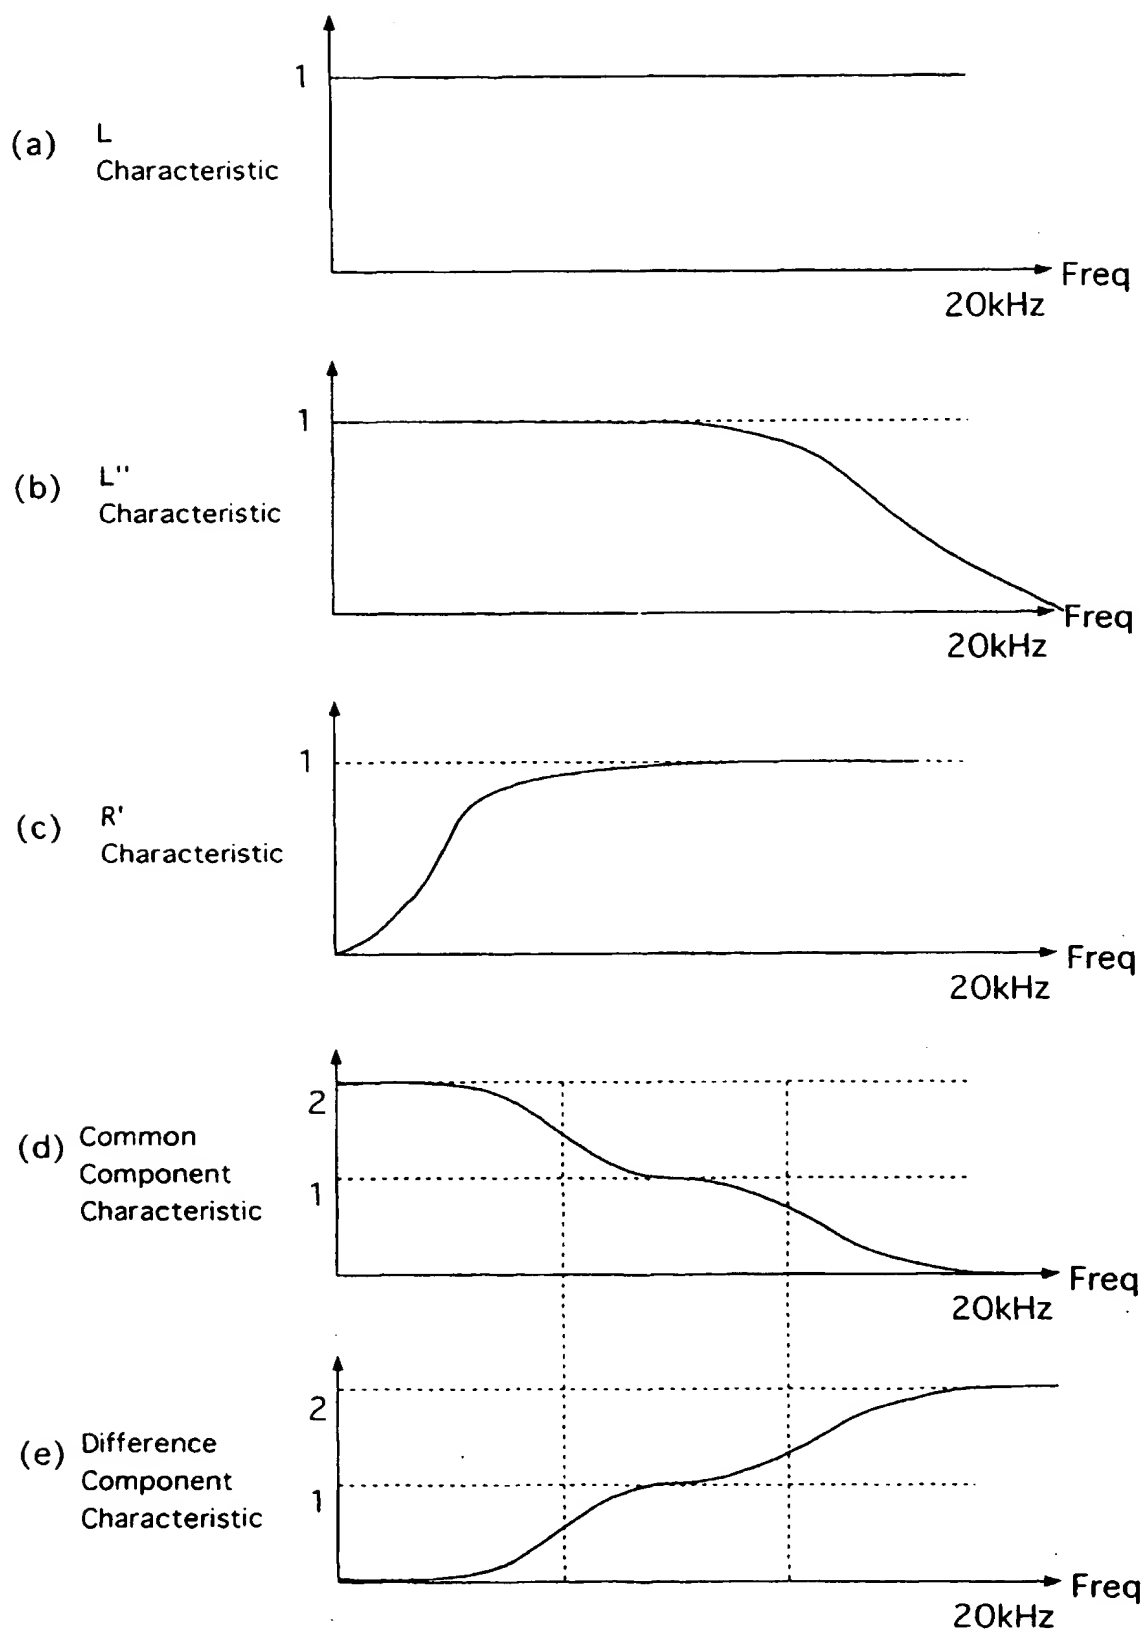 1
(a) L
Characteristic
Freq
20kHz
1
(b) L''
Characteristic
Freq
20kHz
1
(c) R'
Characteristic
Freq
20kHz
2
(d) Common
Component
1
Characteristic
Freq
20kHz
2
(e) Difference
Component
1
Characteristic
Freq
20kHz